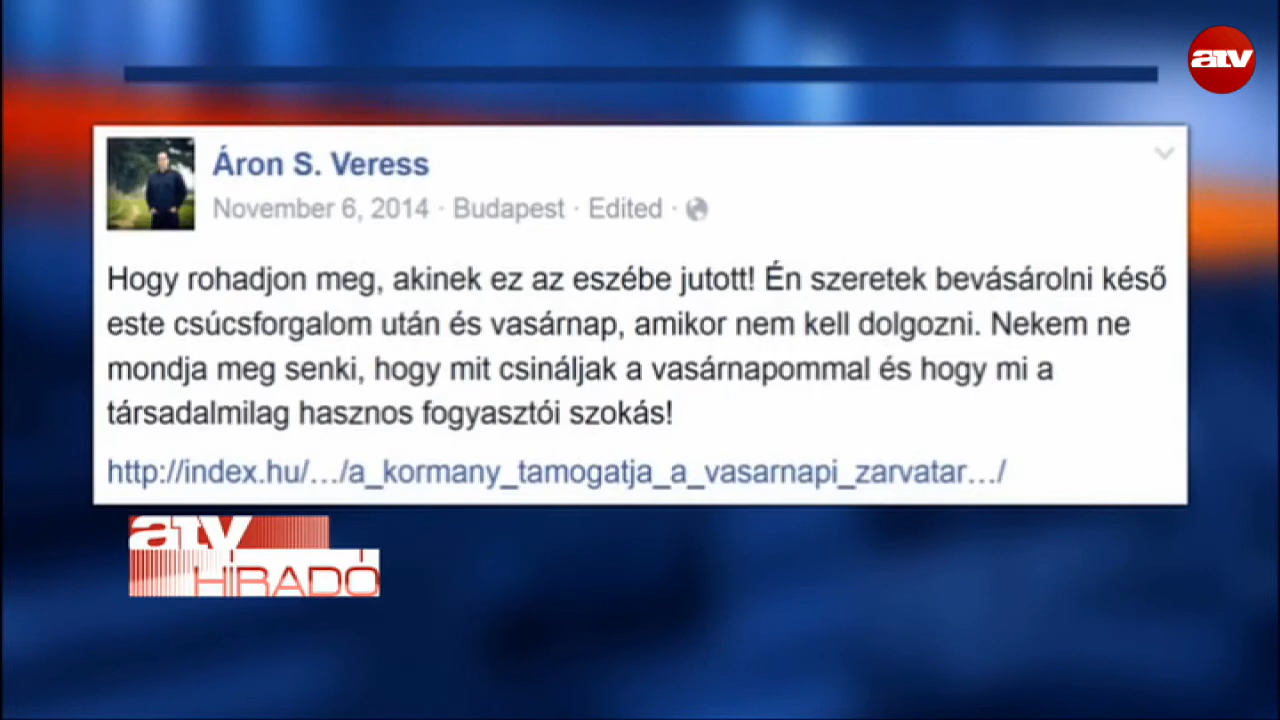 atv
Áron S. Veress
November 6, 2014 · Budapest · Edited ·
Hogy rohadjon meg, akinek ez az eszébe jutott! Én szeretek bevásárolni késő
este csúcsforgalom után és vasárnap, amikor nem kell dolgozni. Nekem ne
mondja meg senki, hogy mit csináljak a vasárnapommal és hogy mi a
társadalmilag hasznos fogyasztói szokás!
http://index.hu/.../a_kormany_tamogatja_a_vasarnapi_zarvatar.../
atv
HÍRADÓ